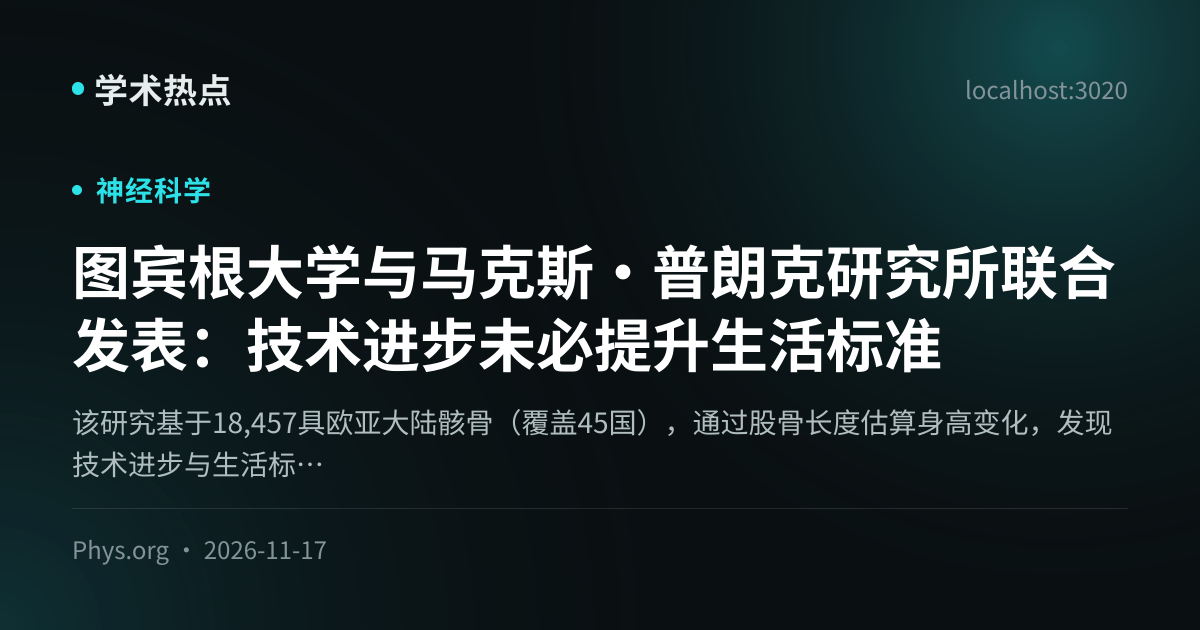 学术热点
localhost:3020
神经科学
图宾根大学与马克斯·普朗克研究所联合
发表：技术进步未必提升生活标准
该研究基于18,457具欧亚大陆骸骨（覆盖45国），通过股骨长度估算身高变化，发现
技术进步与生活标…
Phys.org · 2026-11-17